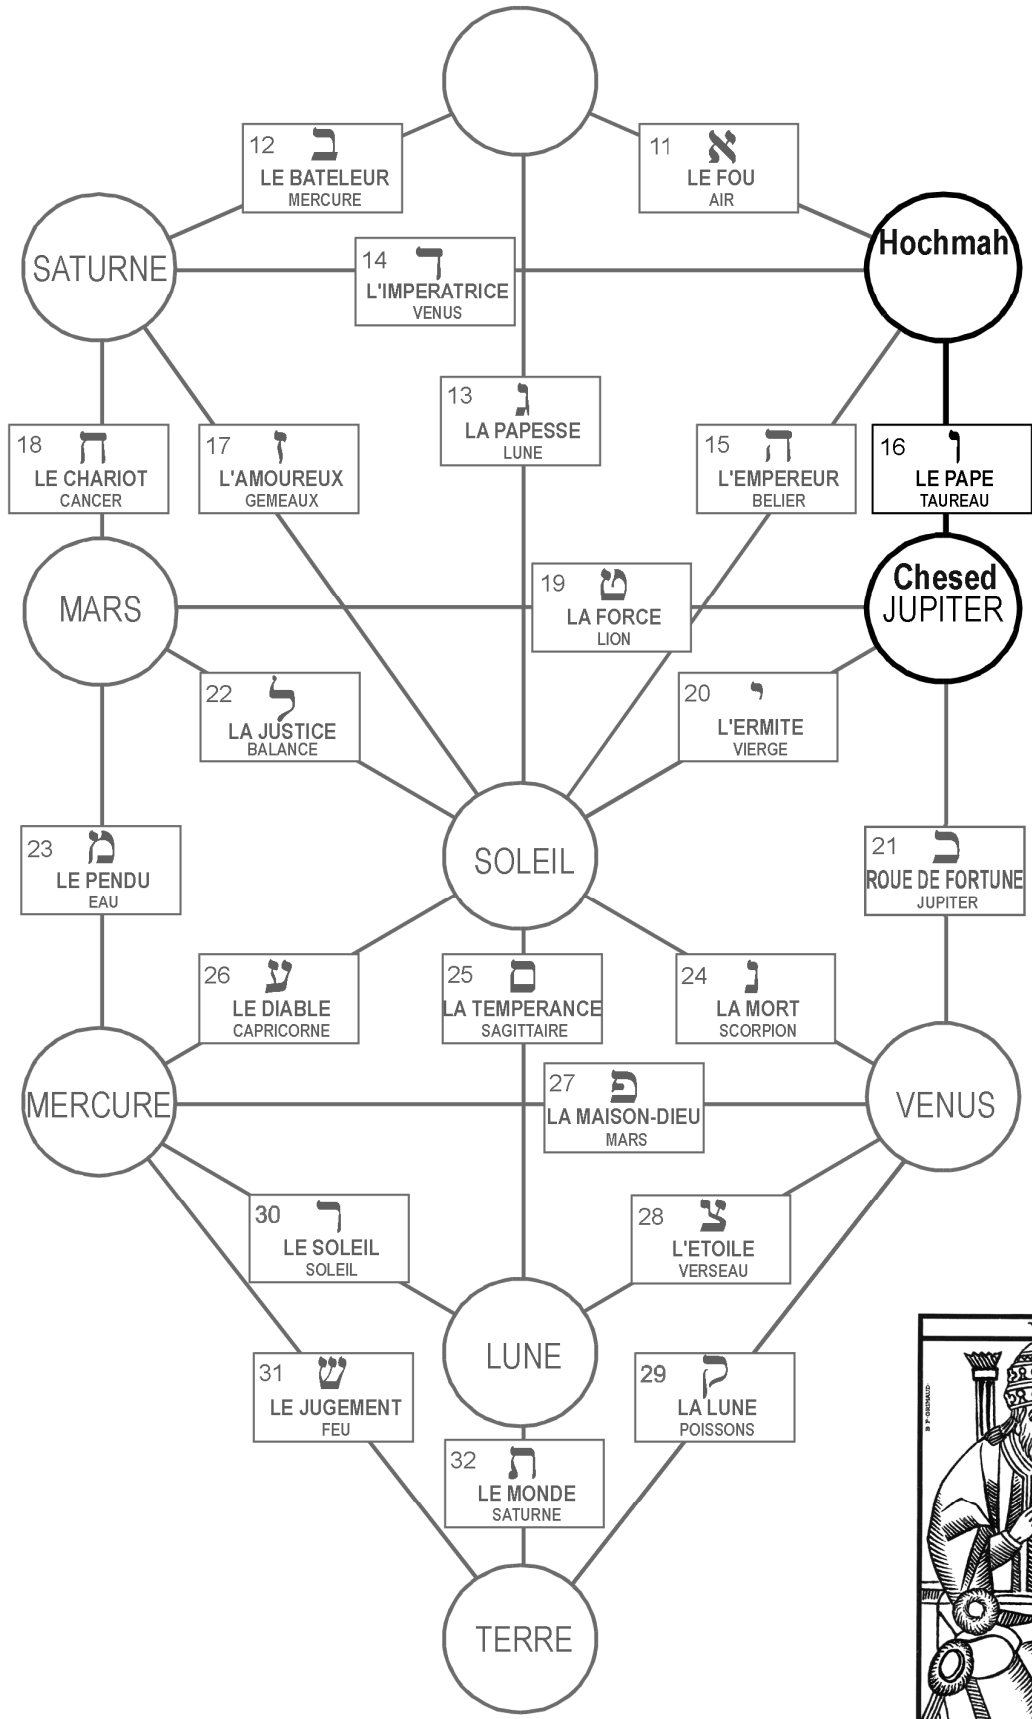 12
ב
LE BATELEUR
MERCURE
11
א
LE FOU
AIR
SATURNE
Hochmah
14
ד
L'IMPERATRICE
VENUS
13
ג
LA PAPESSE
LUNE
18
ח
LE CHARIOT
CANCER
17
ז
L'AMOUREUX
GEMEAUX
15
ה
L'EMPEREUR
BELIER
16
ו
LE PAPE
TAUREAU
MARS
19
ט
LA FORCE
LION
Chesed
JUPITER
22
ל
LA JUSTICE
BALANCE
20
י
L'ERMITE
VIERGE
23
מ
LE PENDU
EAU
SOLEIL
21
כ
ROUE DE FORTUNE
JUPITER
26
ע
LE DIABLE
CAPRICORNE
25
ם
LA TEMPERANCE
SAGITTAIRE
24
נ
LA MORT
SCORPION
MERCURE
27
פ
LA MAISON-DIEU
MARS
VENUS
30
ר
LE SOLEIL
SOLEIL
28
צ
L'ETOILE
VERSEAU
LUNE
31
ש
LE JUGEMENT
FEU
29
ק
LA LUNE
POISSONS
32
ת
LE MONDE
SATURNE
TERRE
B P GRIMAUD